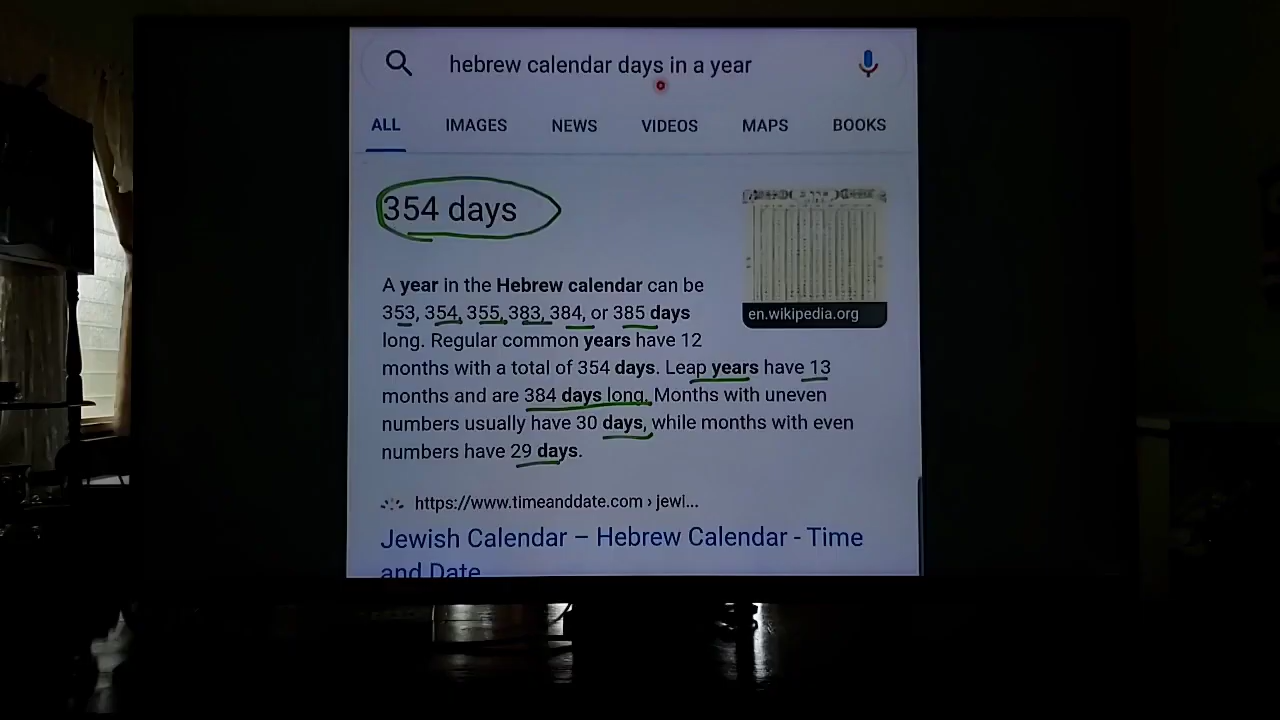 hebrew calendar days in a year
ALL IMAGES NEWS VIDEOS MAPS BOOKS
354 days
A year in the Hebrew calendar can be
353, 354, 355, 383, 384, or 385 days
long. Regular common years have 12
months with a total of 354 days. Leap years have 13
months and are 384 days long. Months with uneven
numbers usually have 30 days, while months with even
numbers have 29 days.
en.wikipedia.org
https://www.timeanddate.com › jewi...
Jewish Calendar – Hebrew Calendar - Time
and Date